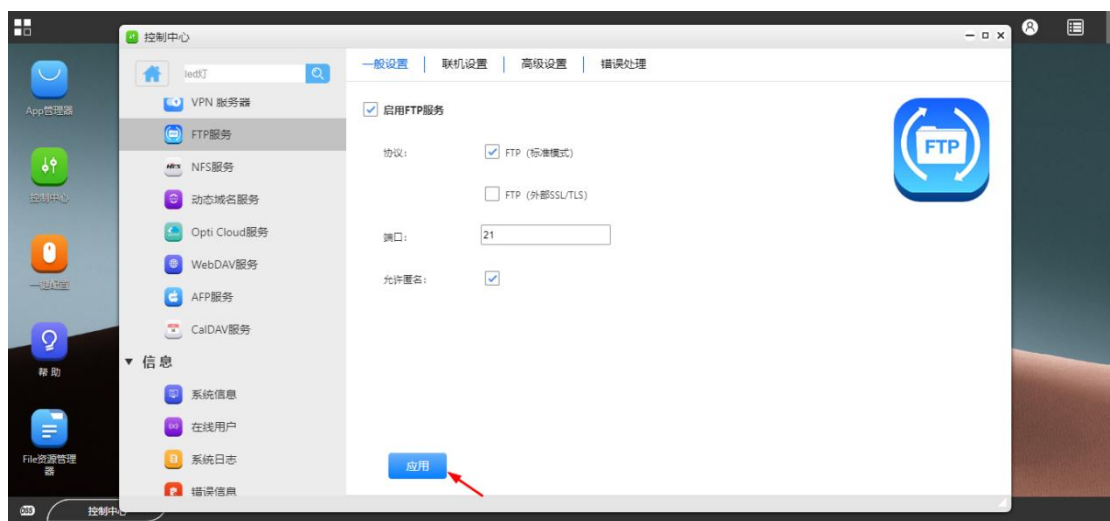 控制中心
led灯
一般设置
联机设置
高级设置
错误处理
App管理器
控制中心
一键配置
帮助
File资源管理
器
VPN 服务器
FTP服务
NFS服务
动态域名服务
Opti Cloud服务
WebDAV服务
AFP服务
CalDAV服务
信息
系统信息
在线用户
系统日志
错误信息
启用FTP服务
协议：
FTP（标准模式）
FTP（外部SSL/TLS）
端口：
21
允许匿名：
FTP
应用
控制中心